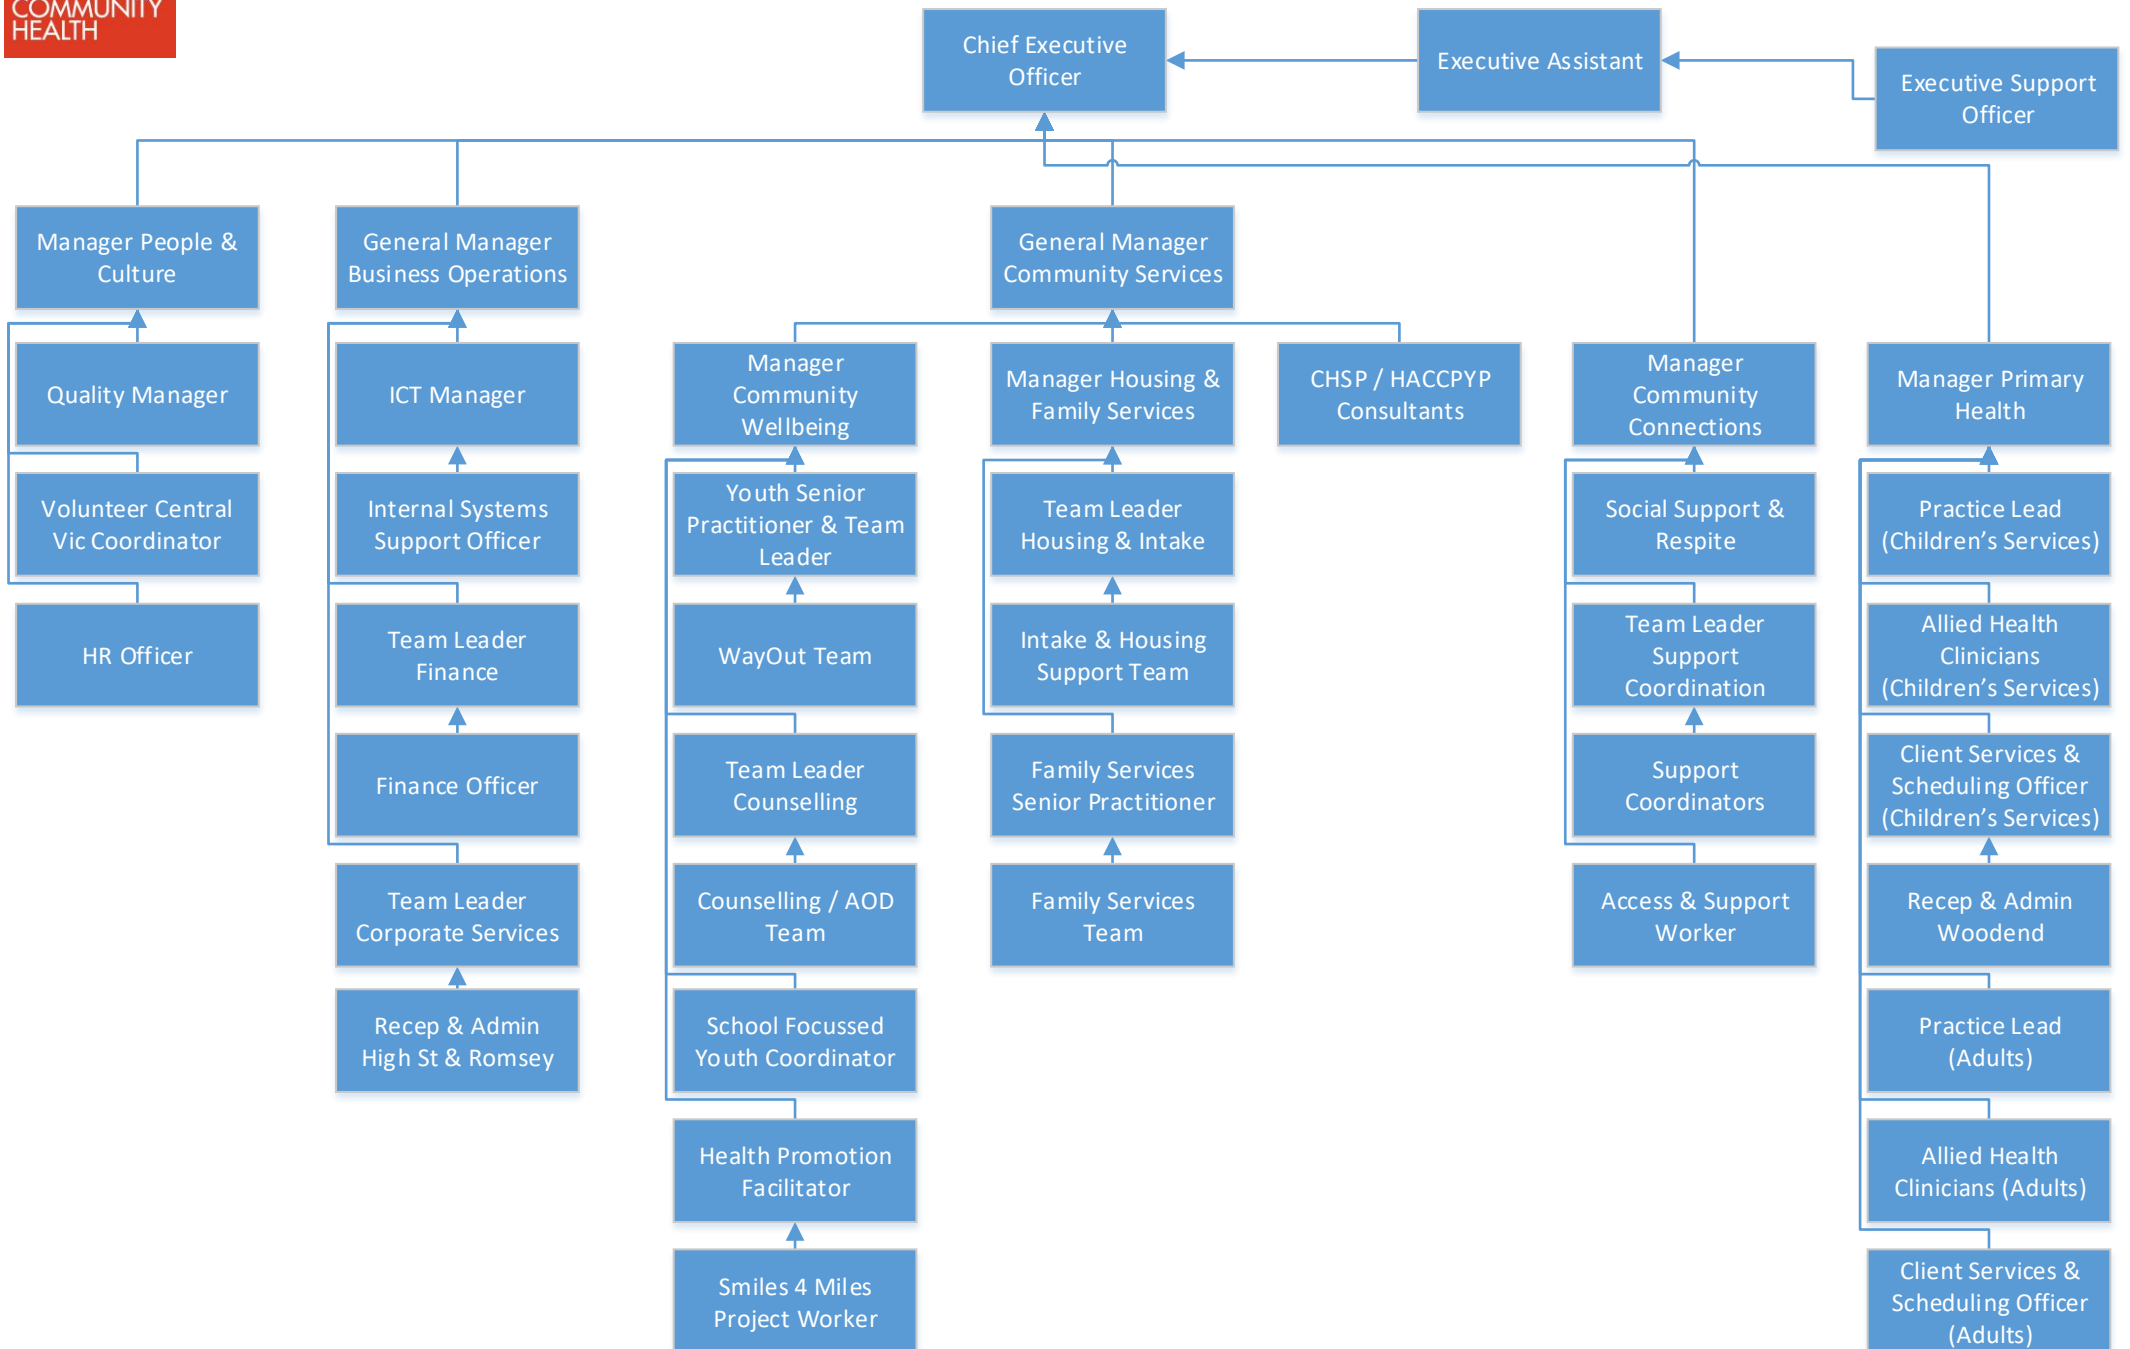 COMMUNITY
HEALTH
Chief Executive
Officer
Executive Assistant
Executive Support
Officer
Manager People &
Culture
General Manager
Business Operations
General Manager
Community Services
Quality Manager
ICT Manager
Manager
Community
Wellbeing
Manager Housing &
Family Services
CHSP / HACCPYP
Consultants
Manager
Community
Connections
Manager Primary
Health
Volunteer Central
Vic Coordinator
Internal Systems
Support Officer
Youth Senior
Practitioner & Team
Leader
Team Leader
Housing & Intake
Social Support &
Respite
Practice Lead
(Children’s Services)
HR Officer
Team Leader
Finance
WayOut Team
Intake & Housing
Support Team
Team Leader
Support
Coordination
Allied Health
Clinicians
(Children’s Services)
Finance Officer
Team Leader
Counselling
Family Services
Senior Practitioner
Support
Coordinators
Client Services &
Scheduling Officer
(Children’s Services)
Team Leader
Corporate Services
Counselling / AOD
Team
Family Services
Team
Access & Support
Worker
Recep & Admin
Woodend
Recep & Admin
High St & Romsey
School Focussed
Youth Coordinator
Practice Lead
(Adults)
Health Promotion
Facilitator
Allied Health
Clinicians (Adults)
Smiles 4 Miles
Project Worker
Client Services &
Scheduling Officer
(Adults)